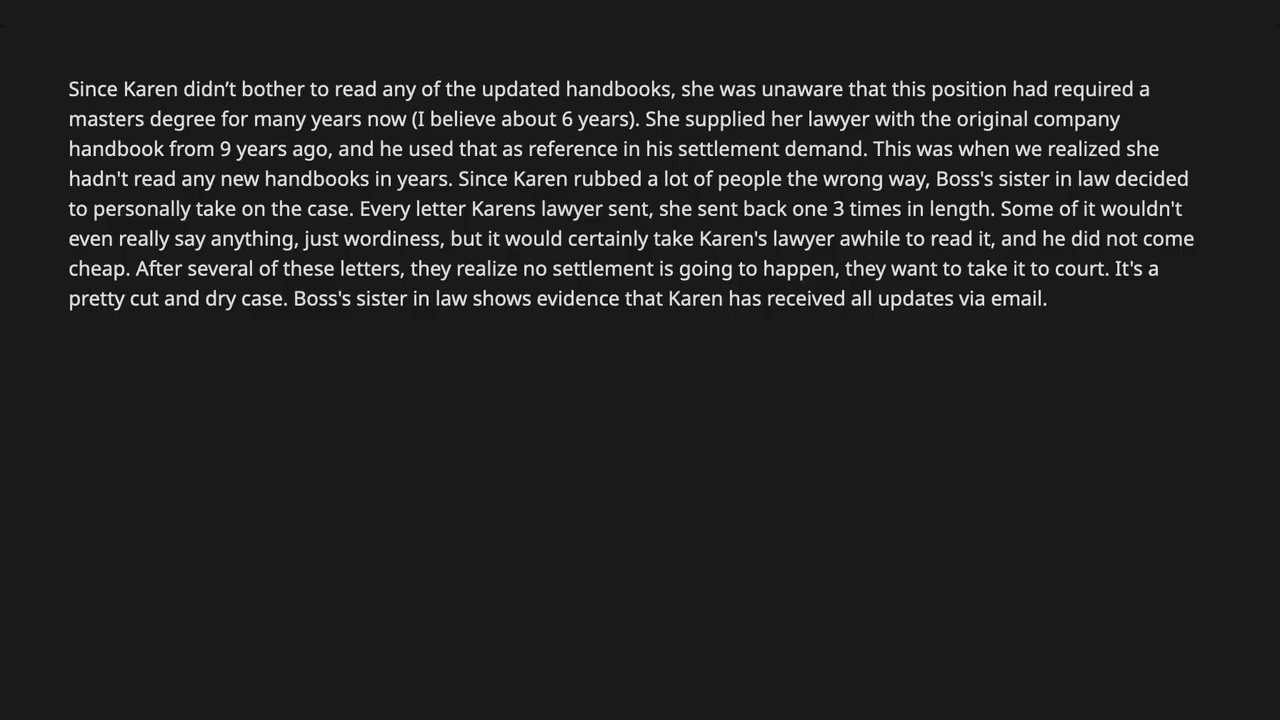 Since Karen didn’t bother to read any of the updated handbooks, she was unaware that this position had required a
masters degree for many years now (I believe about 6 years). She supplied her lawyer with the original company
handbook from 9 years ago, and he used that as reference in his settlement demand. This was when we realized she
hadn't read any new handbooks in years. Since Karen rubbed a lot of people the wrong way, Boss's sister in law decided
to personally take on the case. Every letter Karens lawyer sent, she sent back one 3 times in length. Some of it wouldn't
even really say anything, just wordiness, but it would certainly take Karen's lawyer awhile to read it, and he did not come
cheap. After several of these letters, they realize no settlement is going to happen, they want to take it to court. It's a
pretty cut and dry case. Boss's sister in law shows evidence that Karen has received all updates via email.